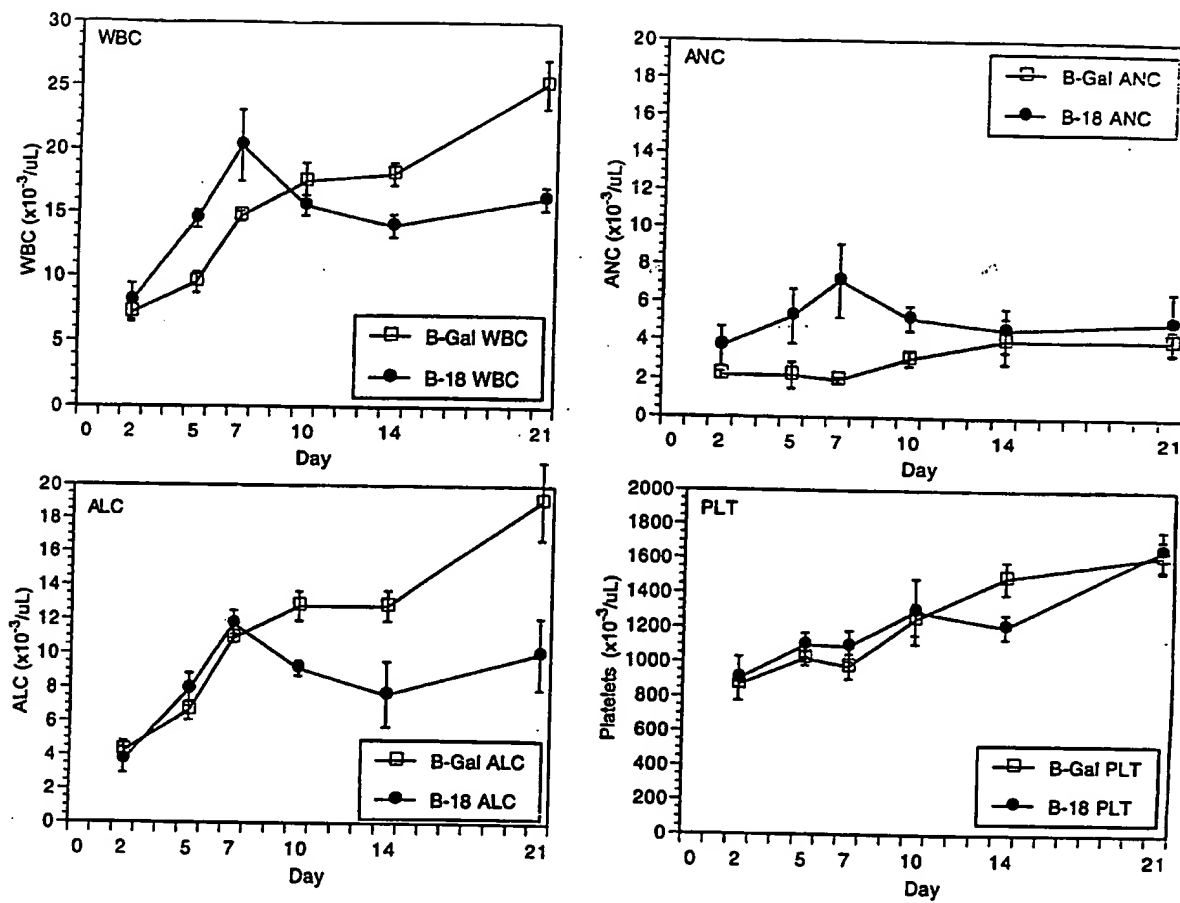 WBC
30
25
20
15
10
5
0
WBC (x10⁻³/uL)
B-Gal WBC
B-18 WBC
0 2 5 7 10 14 21
Day
ANC
20
18
16
14
12
10
8
6
4
2
0
ANC (x10⁻³/uL)
B-Gal ANC
B-18 ANC
0 2 5 7 10 14 21
Day
ALC
20
18
16
14
12
10
8
6
4
2
0
ALC (x10⁻³/uL)
B-Gal ALC
B-18 ALC
0 2 5 7 10 14 21
Day
PLT
2000
1800
1600
1400
1200
1000
800
600
400
200
0
Platelets (x10⁻³/uL)
B-Gal PLT
B-18 PLT
0 2 5 7 10 14 21
Day